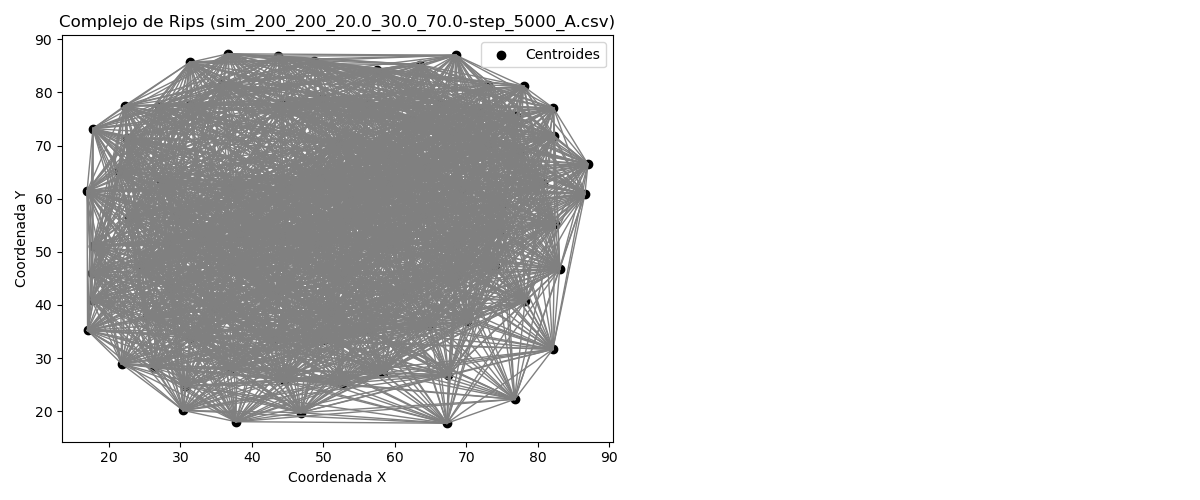 Complejo de Rips (sim_200_200_20.0_30.0_70.0-step_5000_A.csv)
Centroides
90
80
70
60
50
40
30
20
Coordenada Y
20 30 40 50 60 70 80 90
Coordenada X